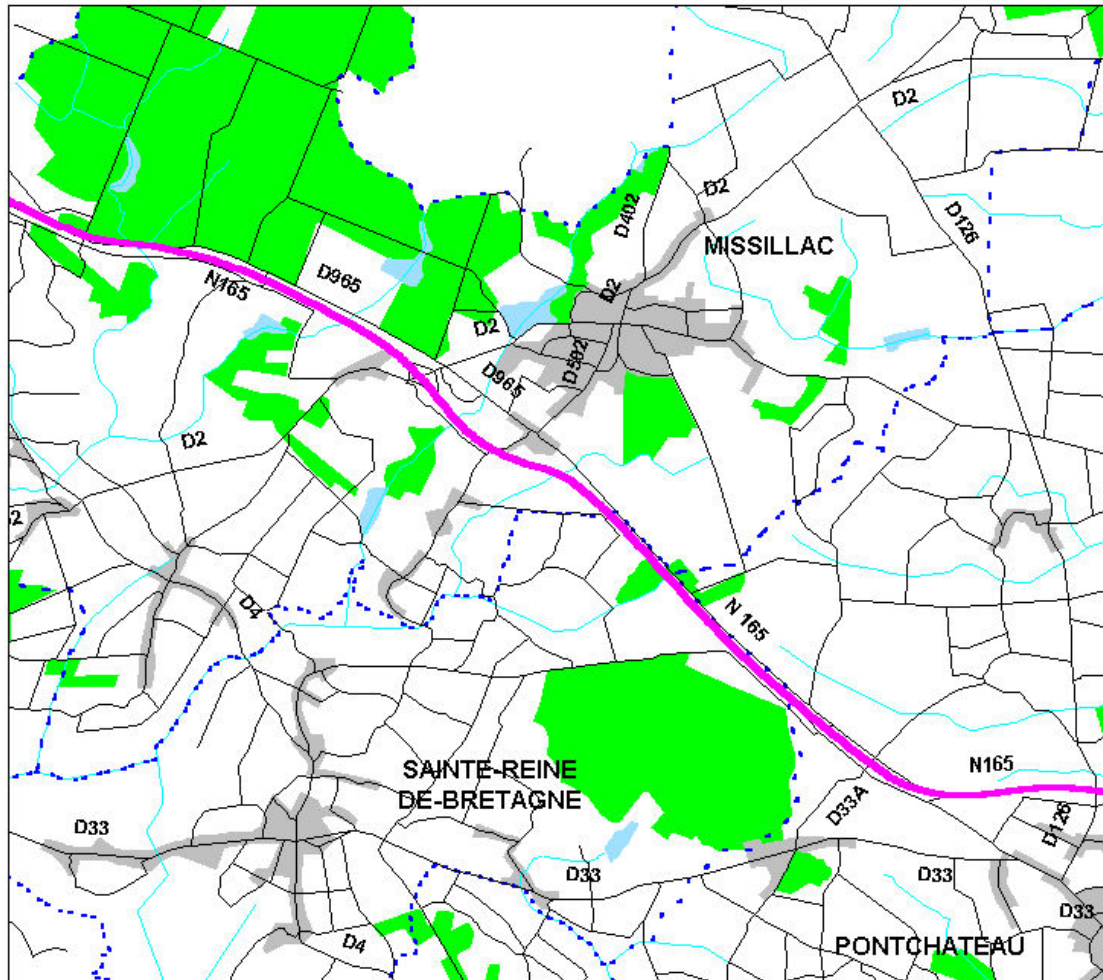 D2
D2
D402
D126
MISSILLAC
D965
N165
D2
D2
D965
D502
D2
D4
N 165
SAINTE-REINE
DE-BRETAGNE
N165
D33A
D33
D126
D33
D33
D33
D4
PONTCHATEAU